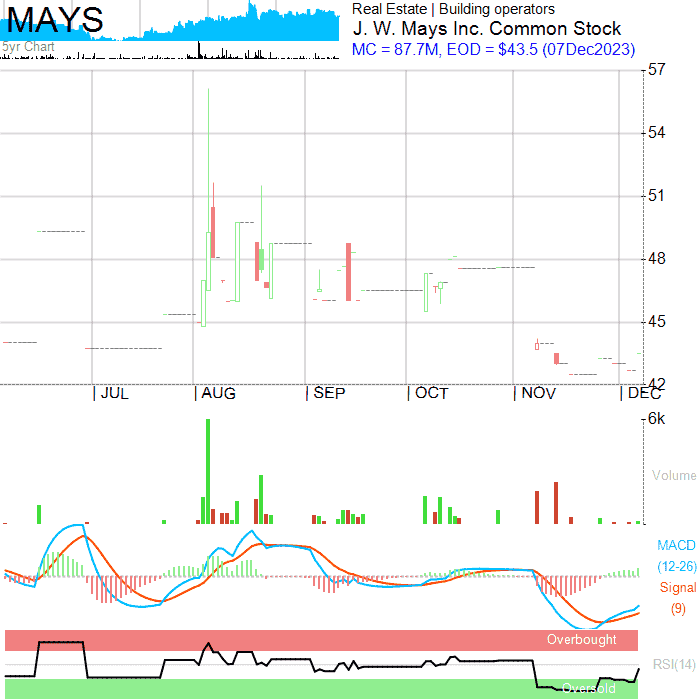 MAYS
5yr Chart
Real Estate | Building operators
J. W. Mays Inc. Common Stock
MC = 87.7M, EOD = $43.5 (07Dec2023)
57
54
51
48
45
42
JUL
AUG
SEP
OCT
NOV
DEC
6k
Volume
MACD
(12-26)
Signal
(9)
Overbought
RSI(14)
Oversold